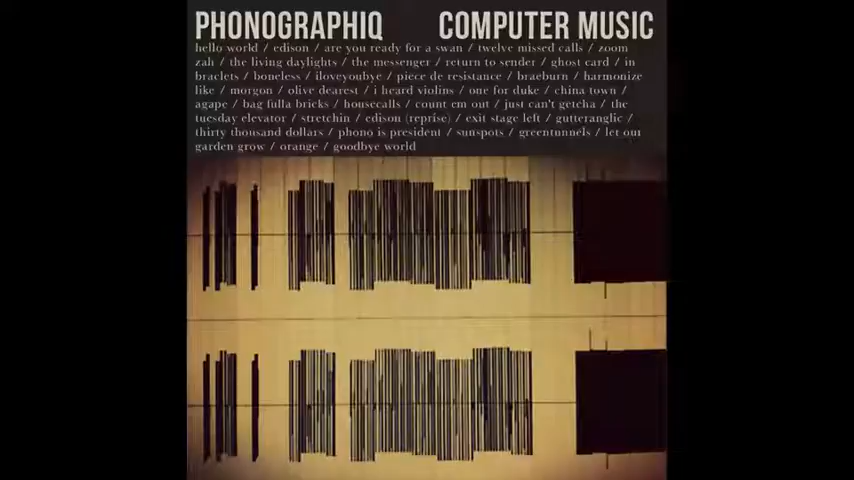 PHONOGRAPHIQ COMPUTER MUSIC
hello world / edison / are you ready for a swan / twelve missed calls / zoom
zah / the living daylights / the messenger / return to sender / ghost card / in
braclets / boneless / iloveyoubye / piece de resistance / braeburn / harmonize
like / morgon / olive dearest / i heard violins / one for duke / china town /
agape / bag fulla bricks / housecalls / count em out / just can't getcha / the
tuesday elevator / stretchin / edison (reprise) / exit stage left / gutteranglic /
thirty thousand dollars / phono is president / sunspots / greentunnels / let our
garden grow / orange / goodbye world